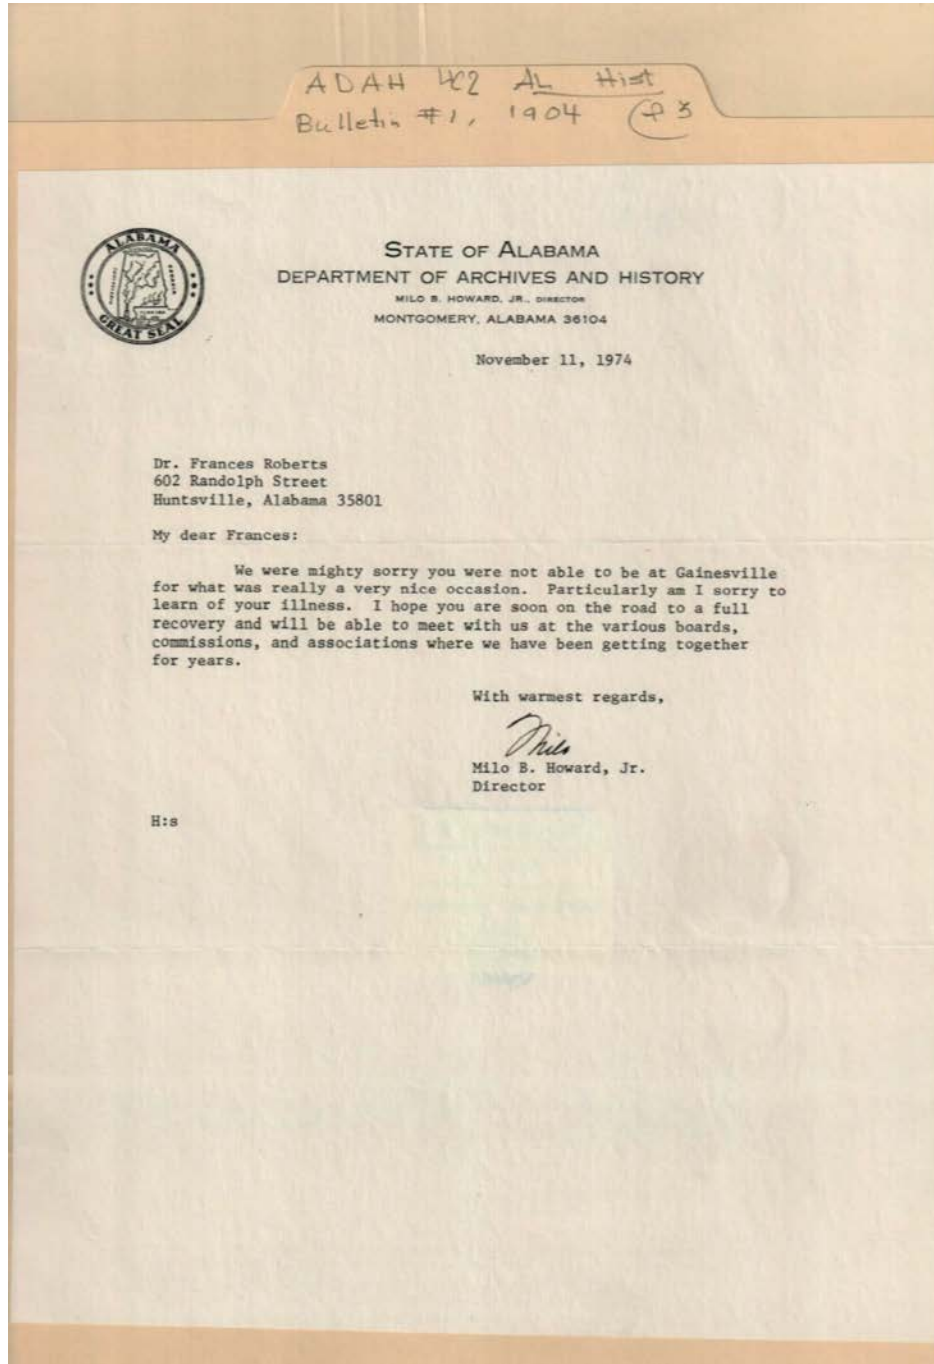 ADAH 4C2 AL Hist
Bulletin #1, 1904 P3
ALABAMA
GREAT SEAL
STATE OF ALABAMA
DEPARTMENT OF ARCHIVES AND HISTORY
MILO B. HOWARD, JR., DIRECTOR
MONTGOMERY, ALABAMA 36104
November 11, 1974
Dr. Frances Roberts
602 Randolph Street
Huntsville, Alabama 35801
My dear Frances:
We were mighty sorry you were not able to be at Gainesville
for what was really a very nice occasion. Particularly am I sorry to
learn of your illness. I hope you are soon on the road to a full
recovery and will be able to meet with us at the various boards,
commissions, and associations where we have been getting together
for years.
With warmest regards,
Milo
Milo B. Howard, Jr.
Director
H:s